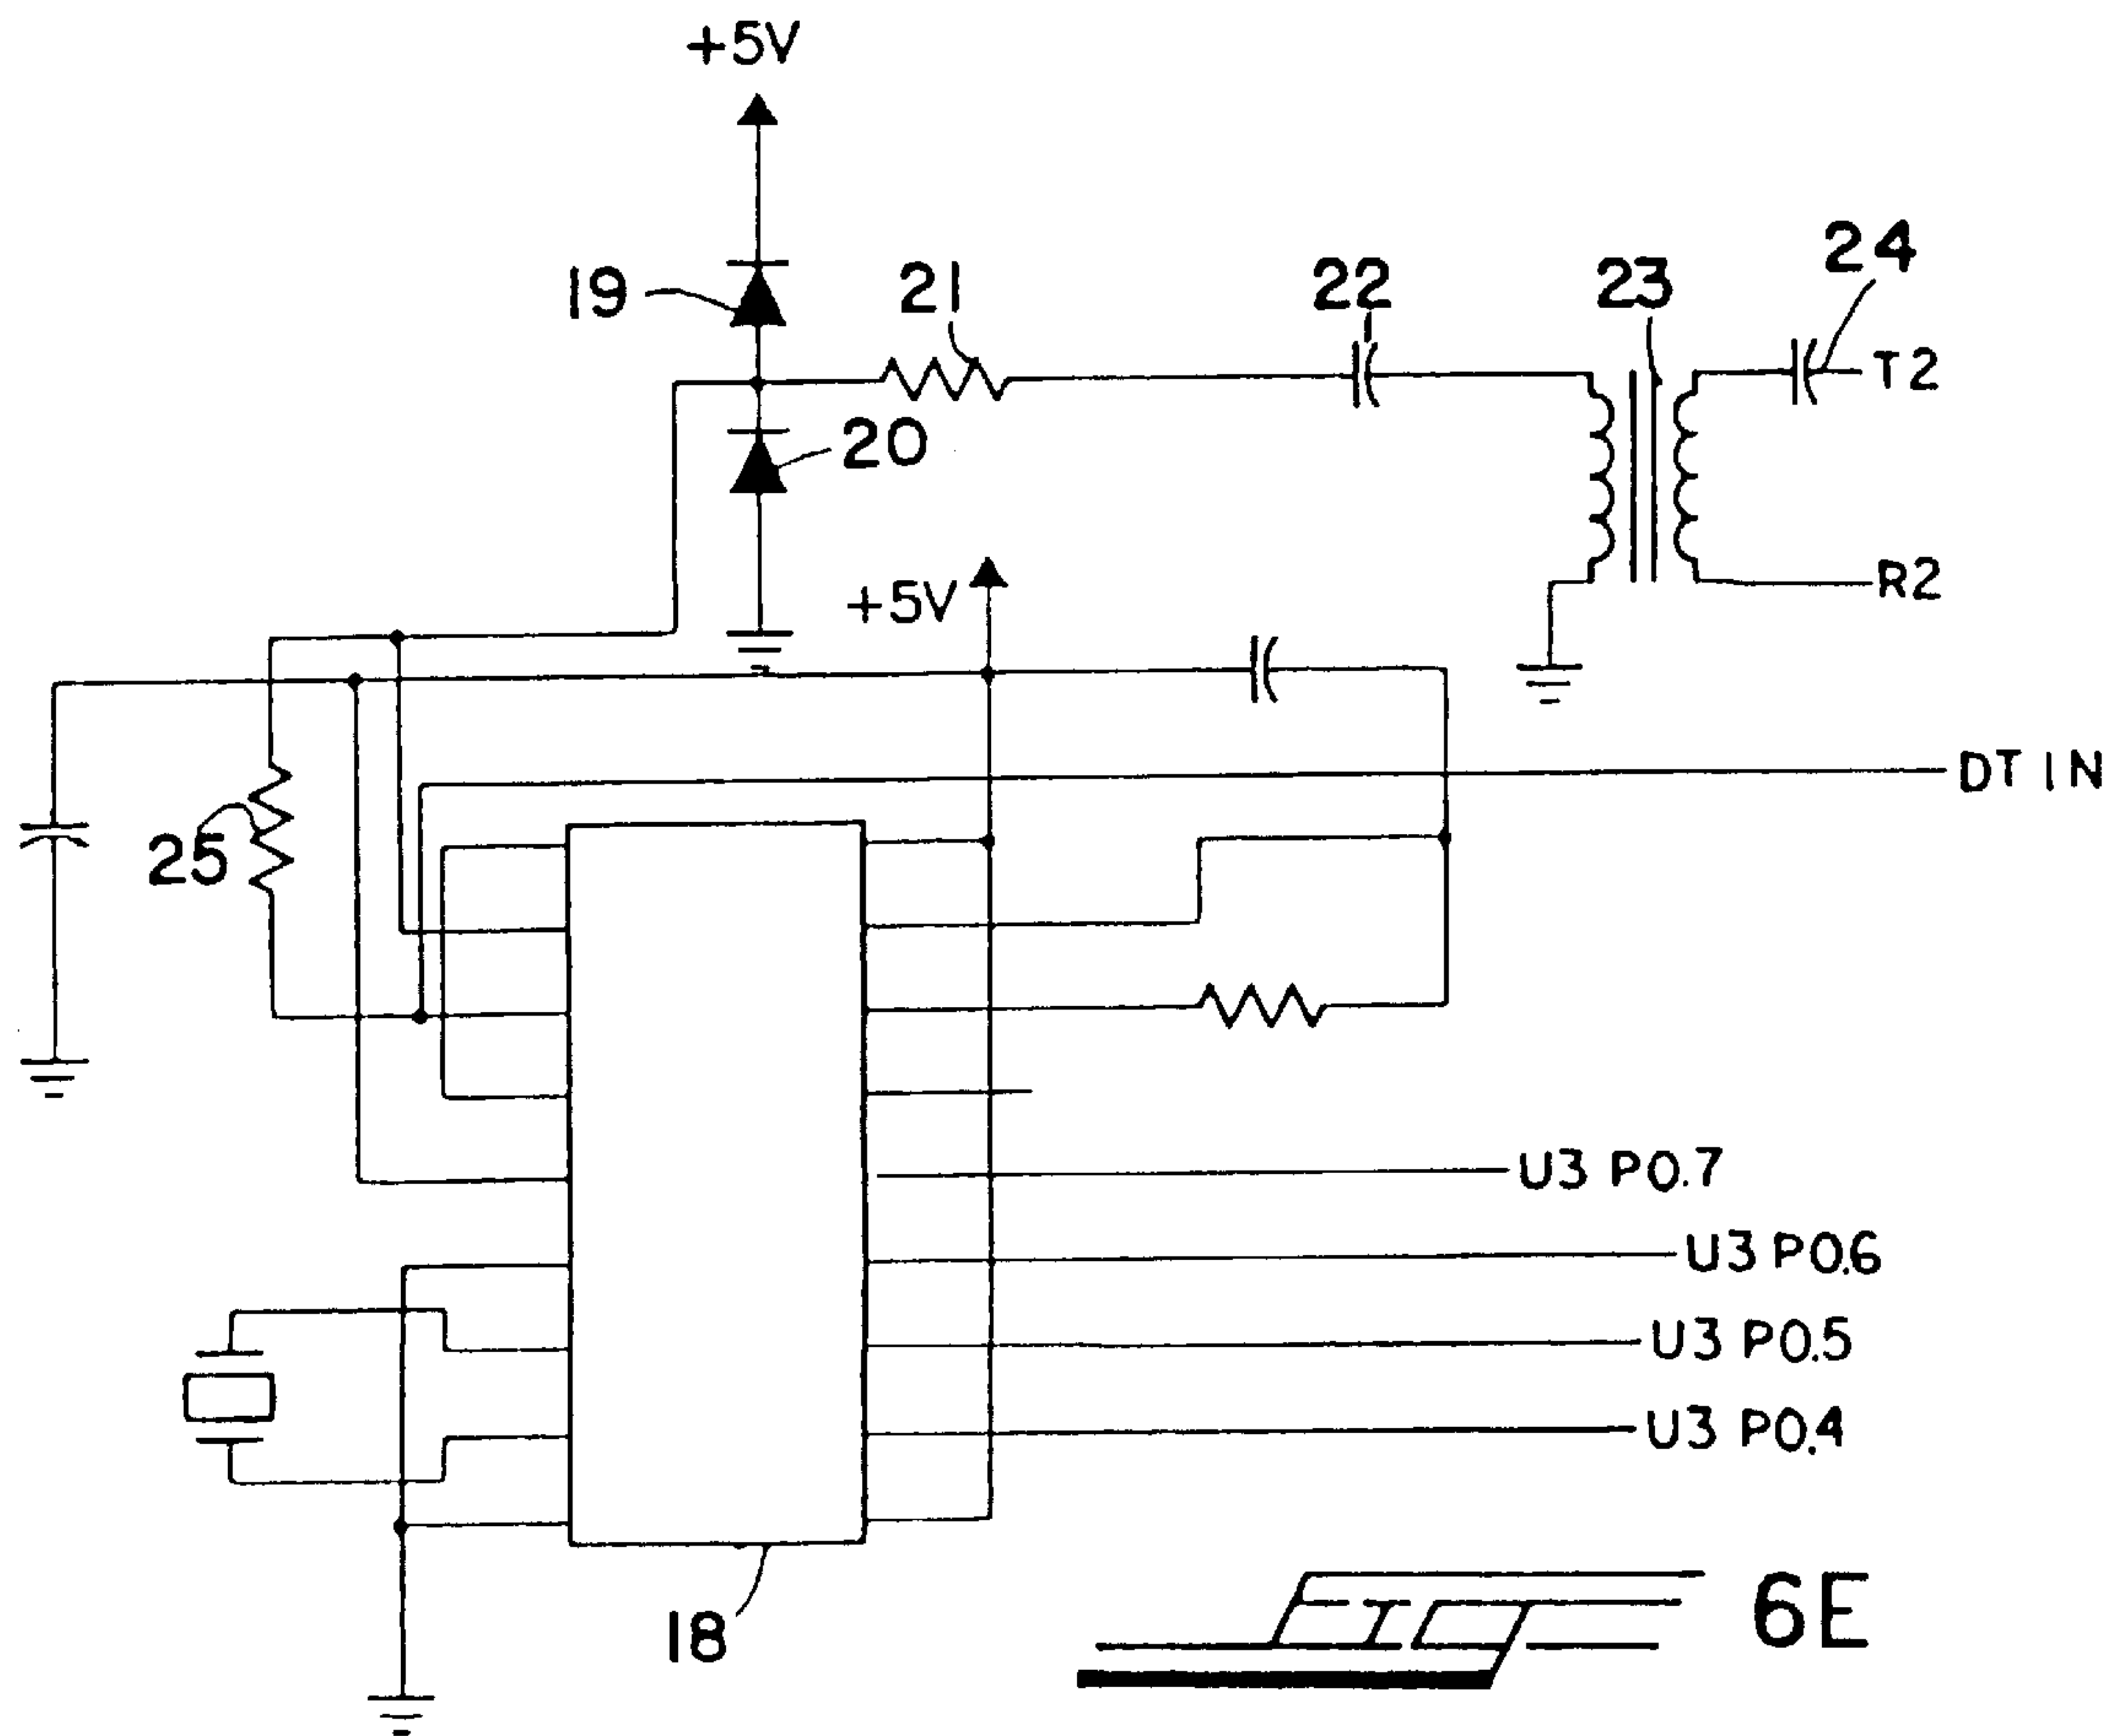 +5V
19
21
22
23
24
T2
20
+5V
R2
DT IN
25
U3 P0.7
U3 P0.6
U3 P0.5
U3 P0.4
18
FIG 6E